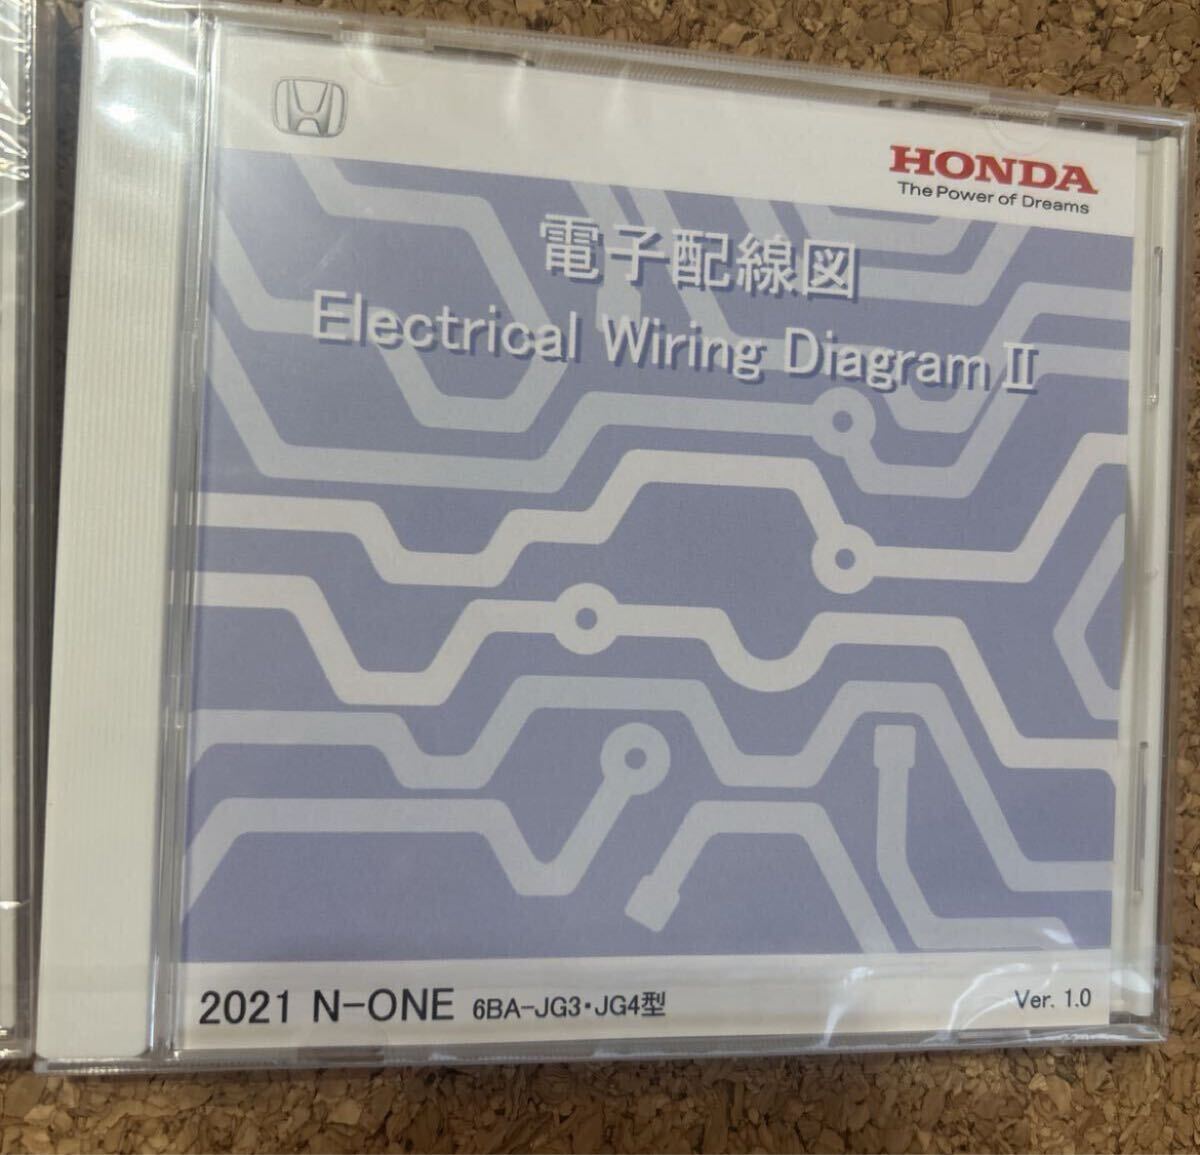 HONDA
The Power of Dreams
電子配線図
Electrical Wiring Diagram Ⅱ
2021 N-ONE 6BA-JG3・JG4型
Ver. 1.0